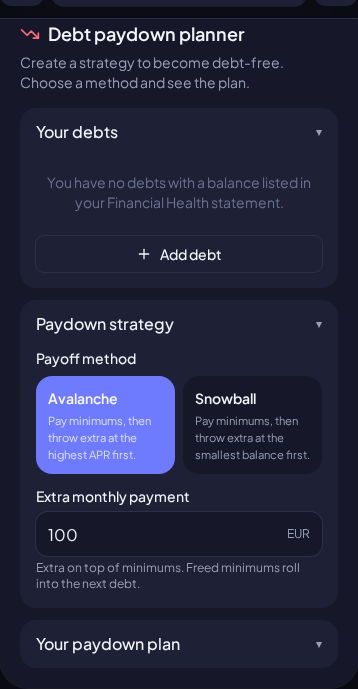 Debt paydown planner
Create a strategy to become debt-free.
Choose a method and see the plan.
Your debts
You have no debts with a balance listed in
your Financial Health statement.
+ Add debt
Paydown strategy
Payoff method
Avalanche
Pay minimums, then
throw extra at the
highest APR first.
Snowball
Pay minimums, then
throw extra at the
smallest balance first.
Extra monthly payment
100 EUR
Extra on top of minimums. Freed minimums roll
into the next debt.
Your paydown plan